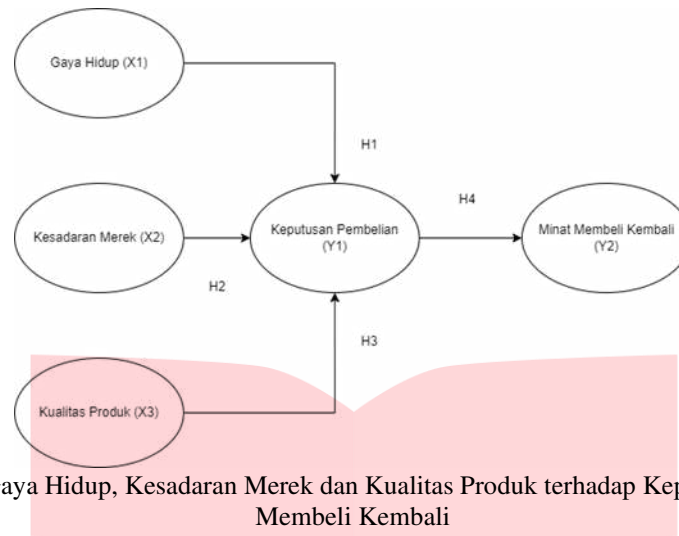 Gaya Hidup (X1)
H1
Kesadaran Merek (X2)
H2
Keputusan Pembelian
(Y1)
H4
Minat Membeli Kembali
(Y2)
H3
Kualitas Produk (X3)
aya Hidup, Kesadaran Merek dan Kualitas Produk terhadap Kep
Membeli Kembali